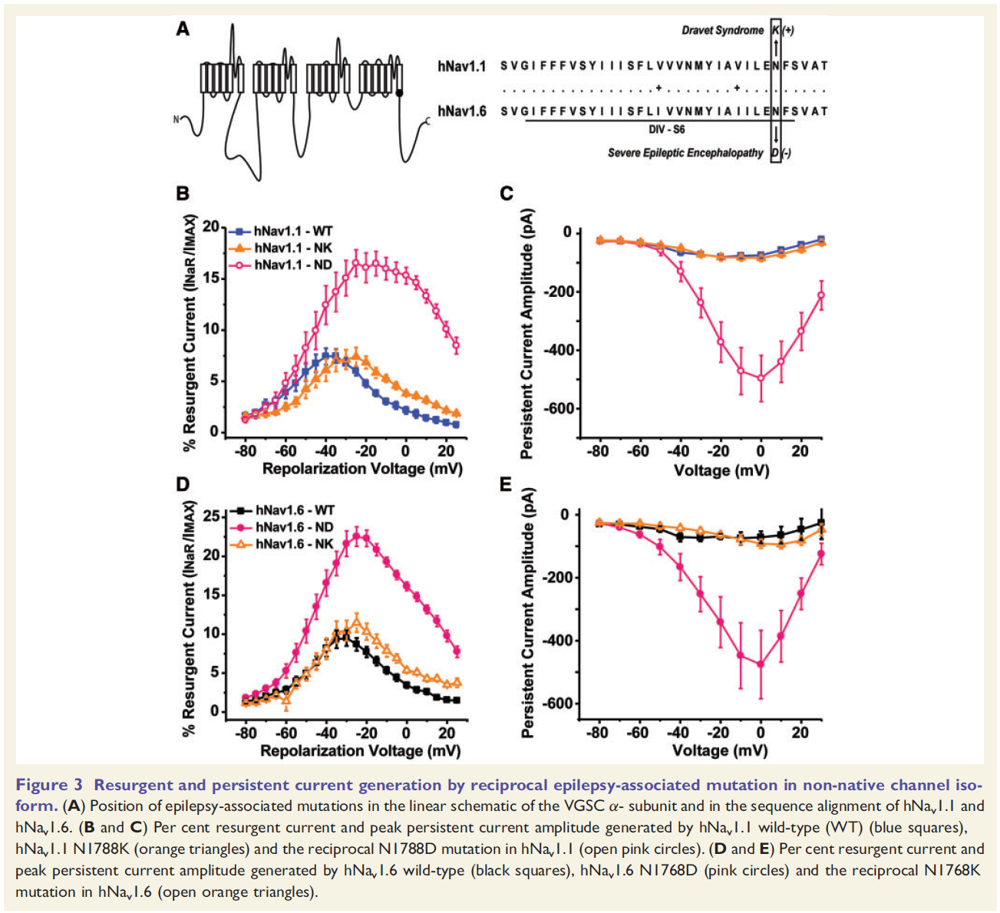 A
Dravet Syndrome K (+)
hNav1.1 S V G I F F F V S Y I I I S F L V V V N M Y I A V I L E N F S V A T
. . . . . . . . . . . . . . . + . . . . . . . + . . . . . . . . .
hNav1.6 S V G I F F F V S Y I I I S F L I V V N M Y I A I I L E N F S V A T
DIV - S6
Severe Epileptic Encephalopathy D (-)
N
C
B
% Resurgent Current (INaR/IMAX)
20
15
10
5
0
hNav1.1 - WT
hNav1.1 - NK
hNav1.1 - ND
-80 -60 -40 -20 0 20
Repolarization Voltage (mV)
C
Persistent Current Amplitude (pA)
0
-200
-400
-600
-80 -60 -40 -20 0 20
Voltage (mV)
D
% Resurgent Current (INaR/IMAX)
25
20
15
10
5
0
hNav1.6 - WT
hNav1.6 - ND
hNav1.6 - NK
-80 -60 -40 -20 0 20
Repolarization Voltage (mV)
E
Persistent Current Amplitude (pA)
0
-200
-400
-600
-80 -60 -40 -20 0 20
Voltage (mV)
Figure 3 Resurgent and persistent current generation by reciprocal epilepsy-associated mutation in non-native channel iso-
form. (A) Position of epilepsy-associated mutations in the linear schematic of the VGSC α- subunit and in the sequence alignment of hNav1.1 and
hNav1.6. (B and C) Per cent resurgent current and peak persistent current amplitude generated by hNav1.1 wild-type (WT) (blue squares),
hNav1.1 N1788K (orange triangles) and the reciprocal N1788D mutation in hNav1.1 (open pink circles). (D and E) Per cent resurgent current and
peak persistent current amplitude generated by hNav1.6 wild-type (black squares), hNav1.6 N1768D (pink circles) and the reciprocal N1768K
mutation in hNav1.6 (open orange triangles).